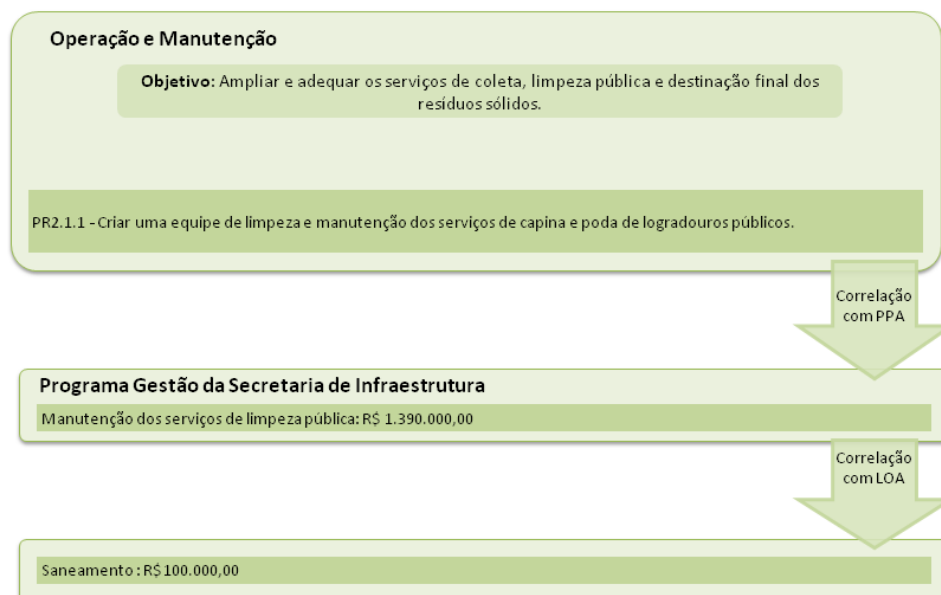 Operação e Manutenção
Objetivo: Ampliar e adequar os serviços de coleta, limpeza pública e destinação final dos
resíduos sólidos.
PR2.1.1 - Criar uma equipe de limpeza e manutenção dos serviços de capina e poda de logradouros públicos.
Correlação
com PPA
Programa Gestão da Secretaria de Infraestrutura
Manutenção dos serviços de limpeza pública: R$ 1.390.000,00
Correlação
com LOA
Saneamento : R$ 100.000,00